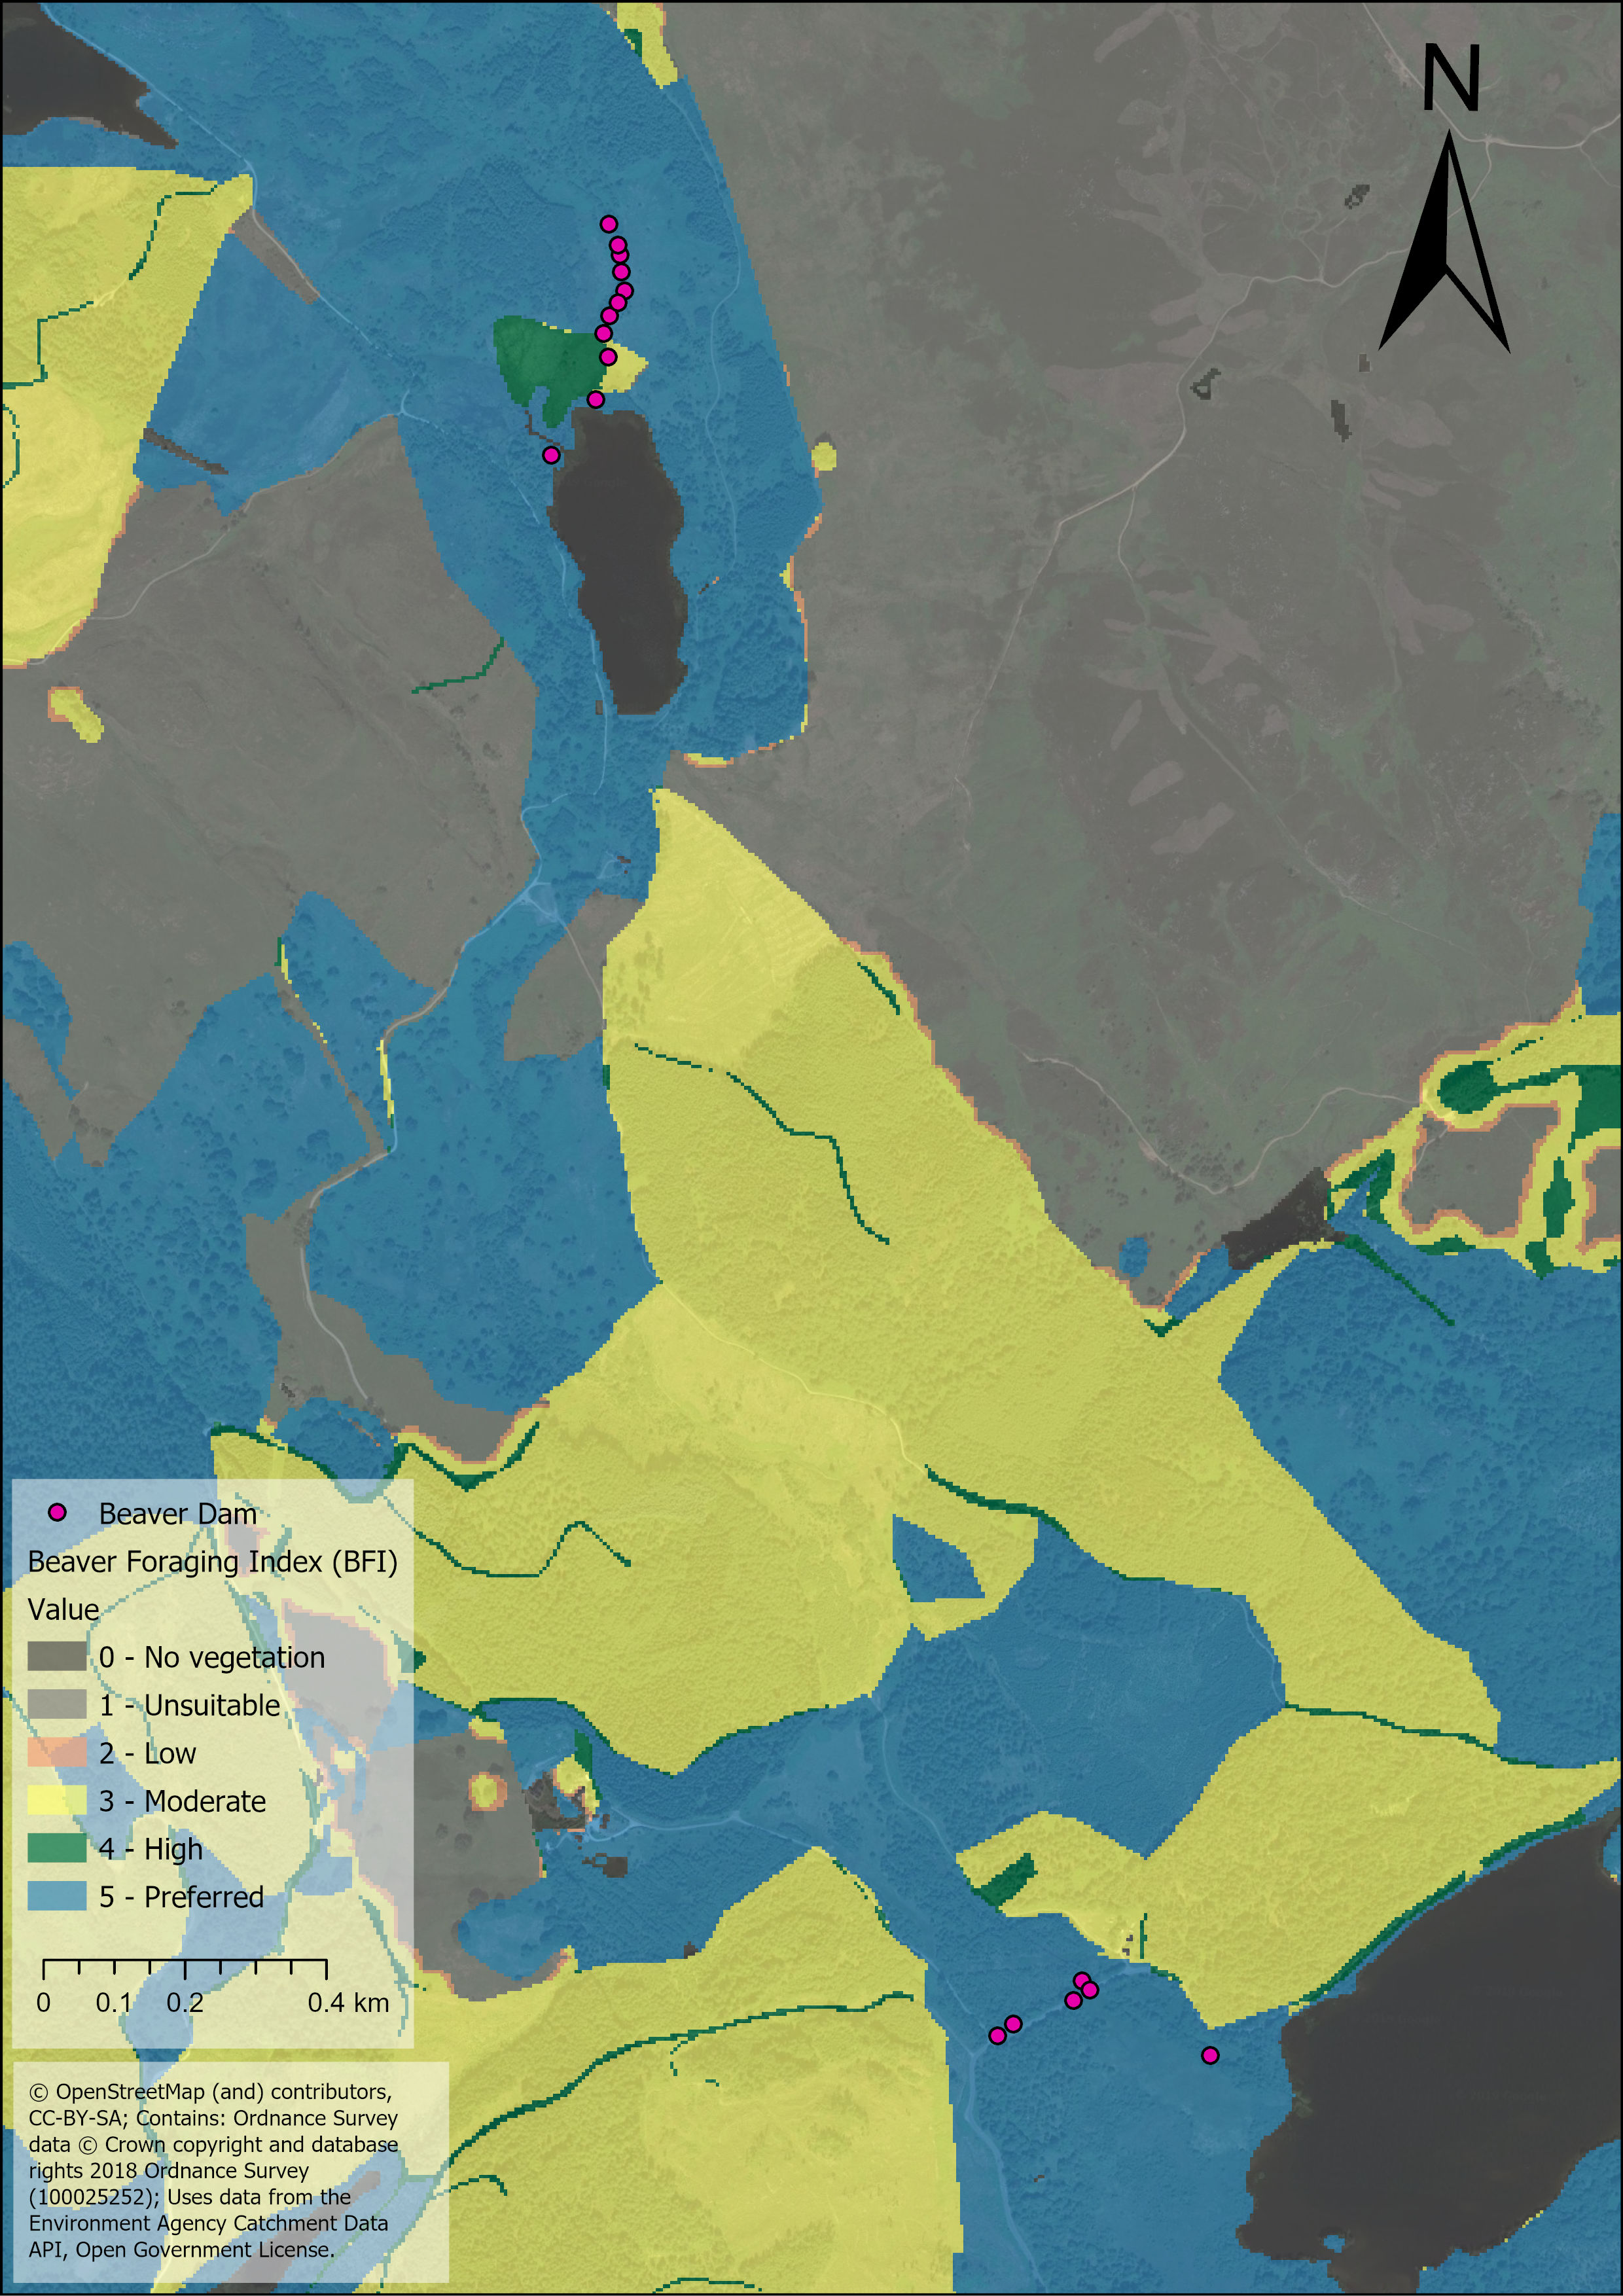 N
Beaver Dam
Beaver Foraging Index (BFI)
Value
0 - No vegetation
1 - Unsuitable
2 - Low
3 - Moderate
4 - High
5 - Preferred
0 0.1 0.2 0.4 km
© OpenStreetMap (and) contributors,
CC-BY-SA; Contains: Ordnance Survey
data © Crown copyright and database
rights 2018 Ordnance Survey
(100025252); Uses data from the
Environment Agency Catchment Data
API, Open Government License.